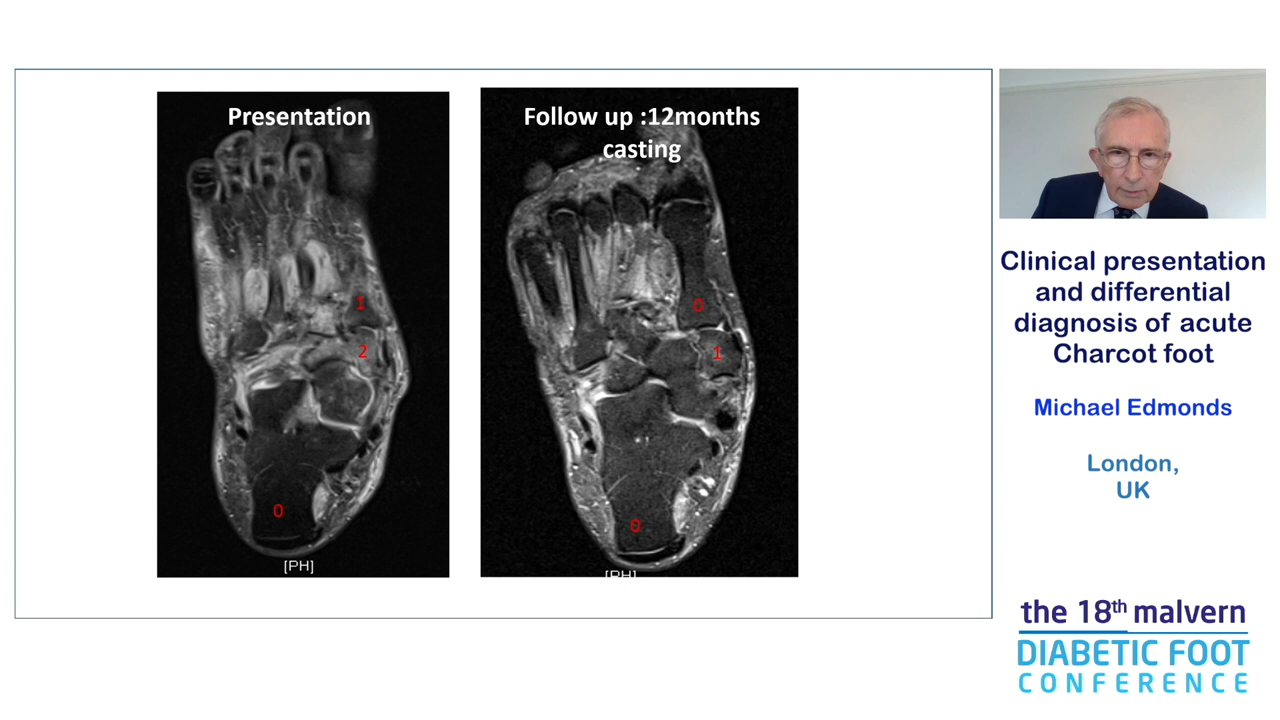 Presentation
1
2
0
[PH]
Follow up :12months
casting
0
1
0
[PH]
Clinical presentation
and differential
diagnosis of acute
Charcot foot
Michael Edmonds
London,
UK
the 18th malvern
DIABETIC FOOT
CONFERENCE